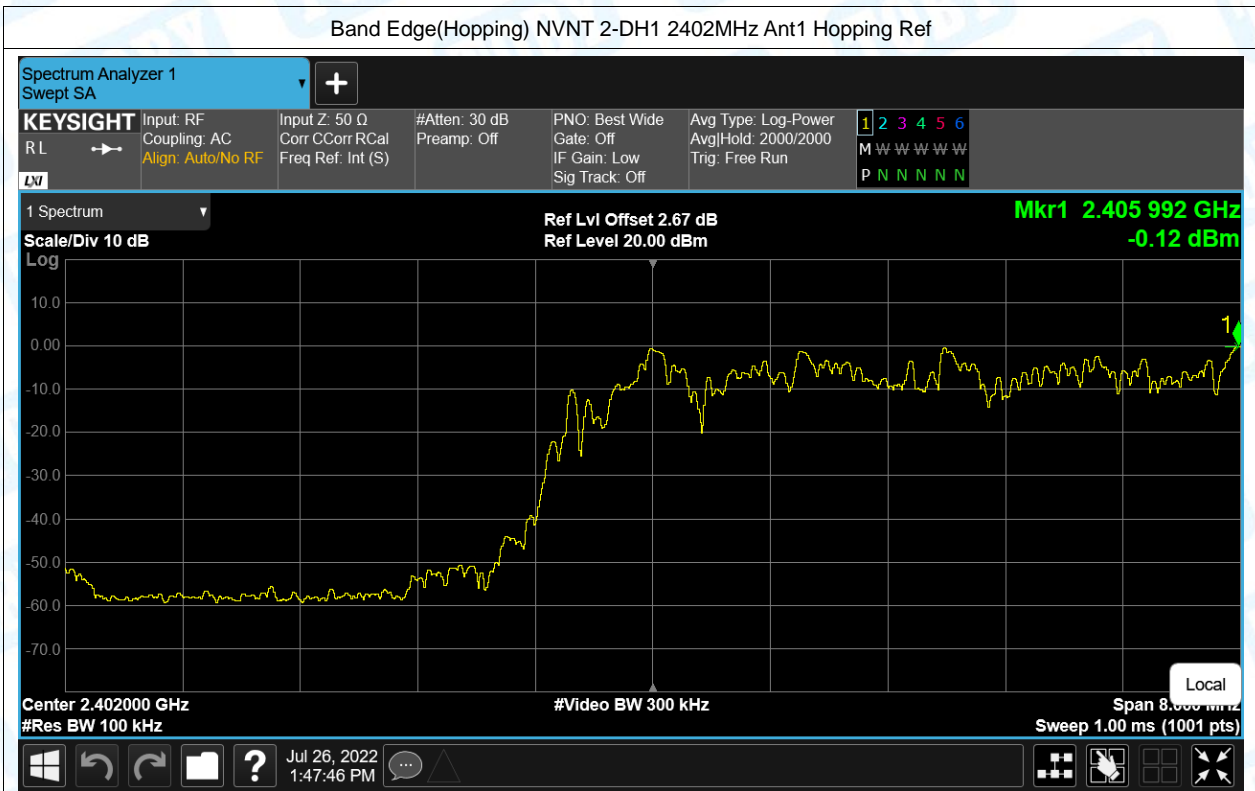 Band Edge(Hopping) NVNT 2-DH1 2402MHz Ant1 Hopping Ref
Spectrum Analyzer 1
Swept SA
KEYSIGHT
R L
LXI
Input: RF
Coupling: AC
Align: Auto/No RF
Input Z: 50 Ω
Corr CCorr RCal
Freq Ref: Int (S)
#Atten: 30 dB
Preamp: Off
PNO: Best Wide
Gate: Off
IF Gain: Low
Sig Track: Off
Avg Type: Log-Power
Avg|Hold: 2000/2000
Trig: Free Run
1 2 3 4 5 6
M W W W W W
P N N N N N
1 Spectrum
Scale/Div 10 dB
Ref Lvl Offset 2.67 dB
Ref Level 20.00 dBm
Mkr1 2.405 992 GHz
-0.12 dBm
Log
10.0
0.00
-10.0
-20.0
-30.0
-40.0
-50.0
-60.0
-70.0
1
Local
Center 2.402000 GHz
#Res BW 100 kHz
#Video BW 300 kHz
Span 8.000 MHz
Sweep 1.00 ms (1001 pts)
?
Jul 26, 2022
1:47:46 PM